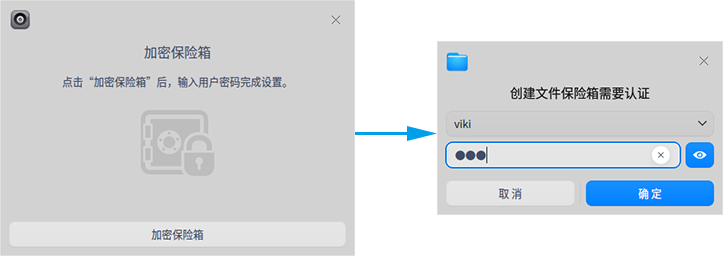 加密保险箱
点击“加密保险箱”后，输入用户密码完成设置。
加密保险箱
创建文件保险箱需要认证
viki
●●●
取消
确定